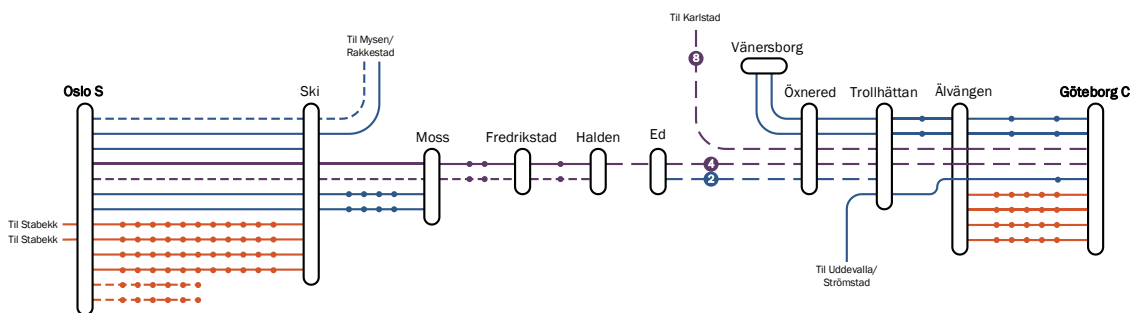 Til Karlstad
8
Vänersborg
Til Mysen/
Rakkestad
Oslo S
Ski
Moss
Fredrikstad
Halden
Ed
Öxnered
Trollhättan
Älvängen
Göteborg C
4
2
Til Stabekk
Til Stabekk
Til Uddevalla/
Strömstad